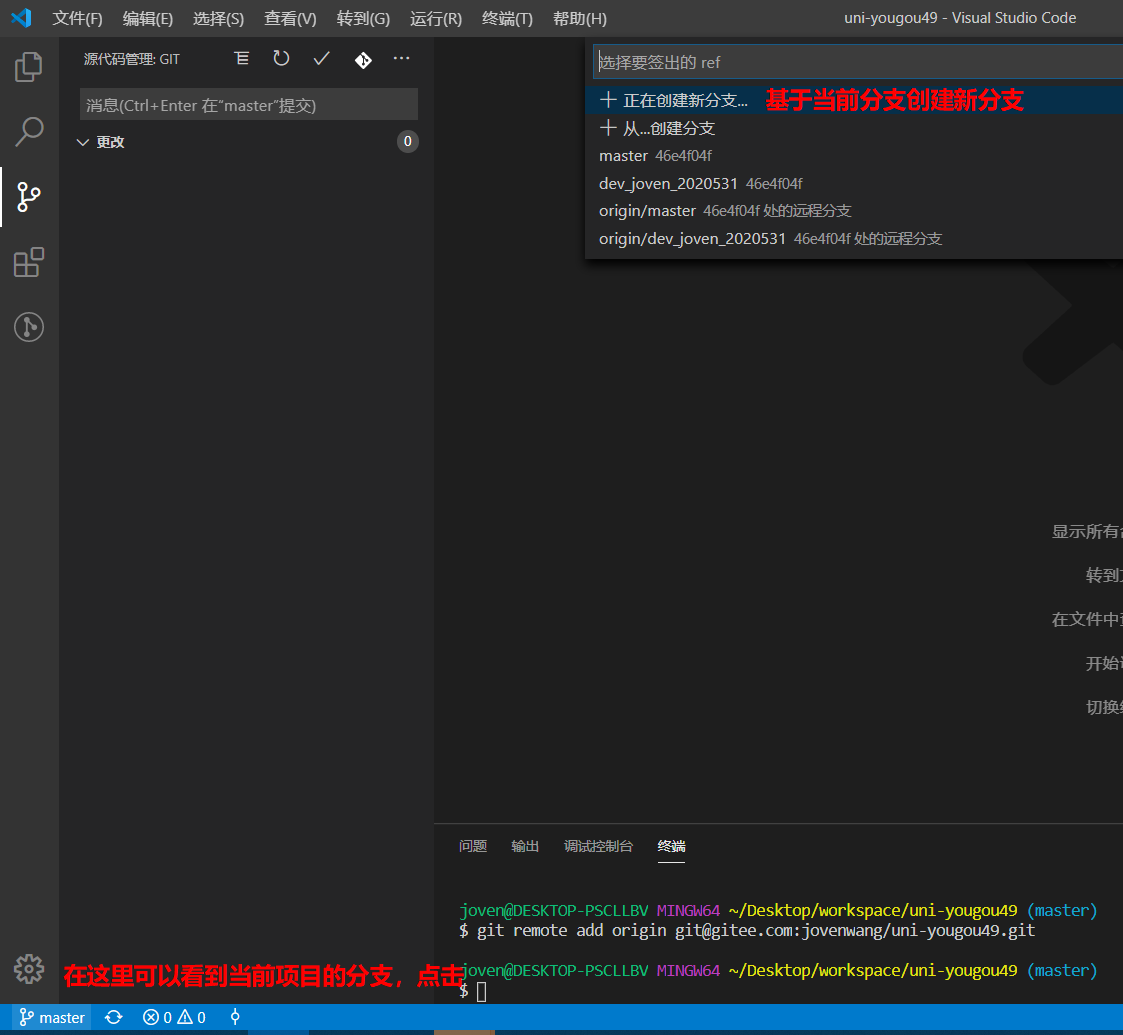 文件(F) 编辑(E) 选择(S) 查看(V) 转到(G) 运行(R) 终端(T) 帮助(H) uni-yougou49 - Visual Studio Code
源代码管理: GIT
消息(Ctrl+Enter 在“master”提交)
更改 0
选择要签出的 ref
正在创建新分支... 基于当前分支创建新分支
从...创建分支
master 46e4f04f
dev_joven_2020531 46e4f04f
origin/master 46e4f04f 处的远程分支
origin/dev_joven_2020531 46e4f04f 处的远程分支
显示所有
转到
在文件中
开始
切换
问题 输出 调试控制台 终端
joven@DESKTOP-PSCLLBV MINGW64 ~/Desktop/workspace/uni-yougou49 (master)
$ git remote add origin git@gitee.com:jovenwang/uni-yougou49.git
joven@DESKTOP-PSCLLBV MINGW64 ~/Desktop/workspace/uni-yougou49 (master)
$
在这里可以看到当前项目的分支，点击
master 0 0